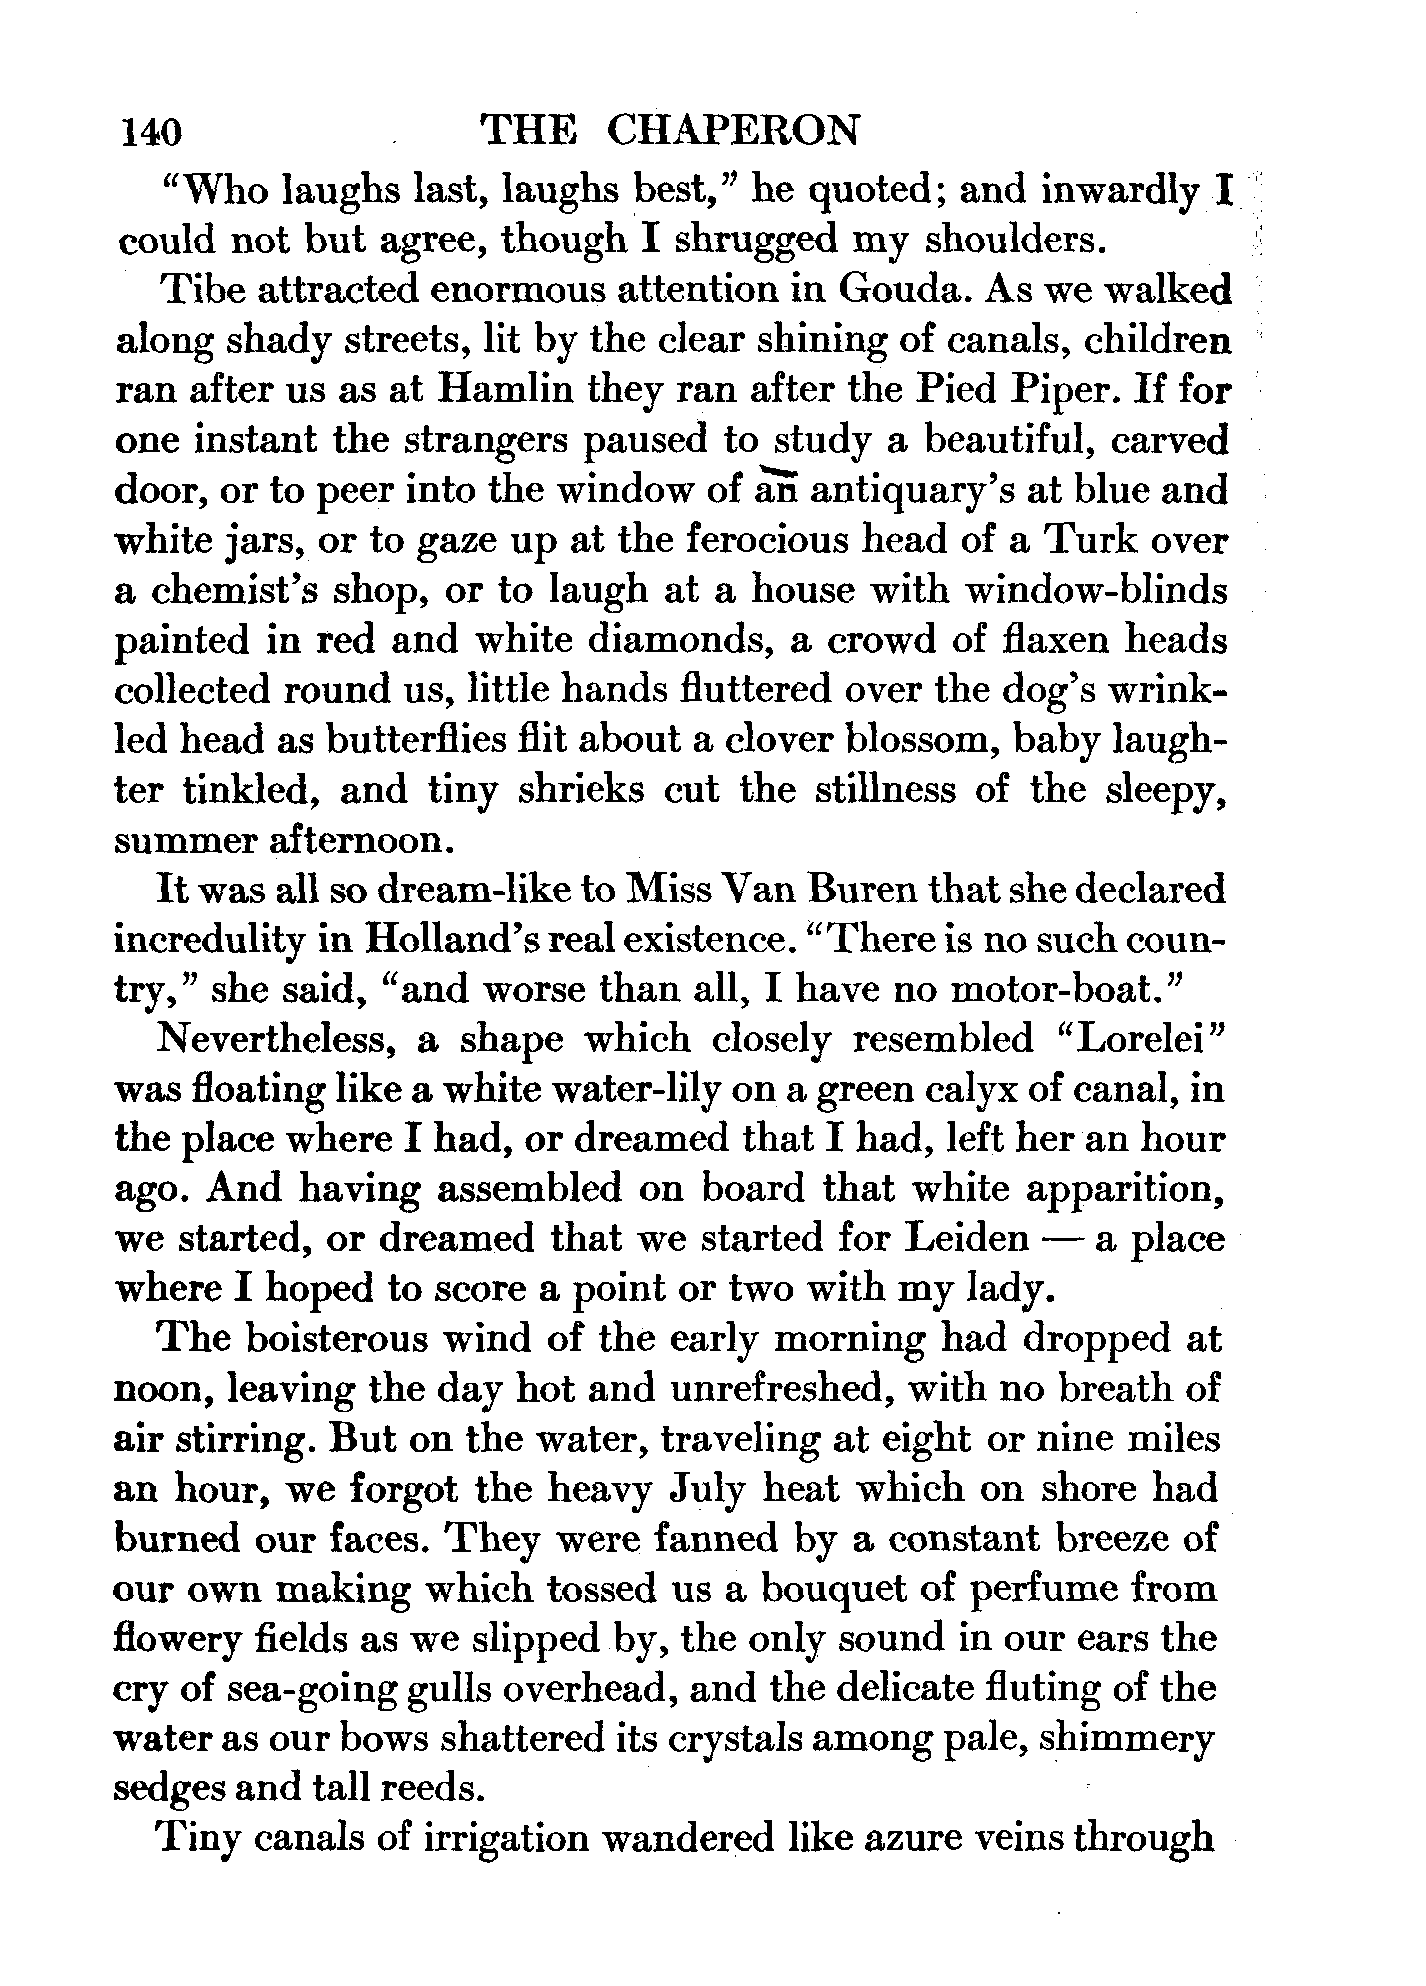 140 THE CHAPERON
"Who laughs last, laughs best," he quoted; and inwardly I
could not but agree, though I shrugged my shoulders.
Tibe attracted enormous attention in Gouda. As we walked
along shady streets, lit by the clear shining of canals, children
ran after us as at Hamlin they ran after the Pied Piper. If for
one instant the strangers paused to study a beautiful, carved
door, or to peer into the window of an antiquary's at blue and
white jars, or to gaze up at the ferocious head of a Turk over
a chemist's shop, or to laugh at a house with window-blinds
painted in red and white diamonds, a crowd of flaxen heads
collected round us, little hands fluttered over the dog's wrink-
led head as butterflies flit about a clover blossom, baby laugh-
ter tinkled, and tiny shrieks cut the stillness of the sleepy,
summer afternoon.
It was all so dream-like to Miss Van Buren that she declared
incredulity in Holland's real existence. "There is no such coun-
try," she said, "and worse than all, I have no motor-boat."
Nevertheless, a shape which closely resembled "Lorelei"
was floating like a white water-lily on a green calyx of canal, in
the place where I had, or dreamed that I had, left her an hour
ago. And having assembled on board that white apparition,
we started, or dreamed that we started for Leiden — a place
where I hoped to score a point or two with my lady.
The boisterous wind of the early morning had dropped at
noon, leaving the day hot and unrefreshed, with no breath of
air stirring. But on the water, traveling at eight or nine miles
an hour, we forgot the heavy July heat which on shore had
burned our faces. They were fanned by a constant breeze of
our own making which tossed us a bouquet of perfume from
flowery fields as we slipped by, the only sound in our ears the
cry of sea-going gulls overhead, and the delicate fluting of the
water as our bows shattered its crystals among pale, shimmery
sedges and tall reeds.
Tiny canals of irrigation wandered like azure veins through